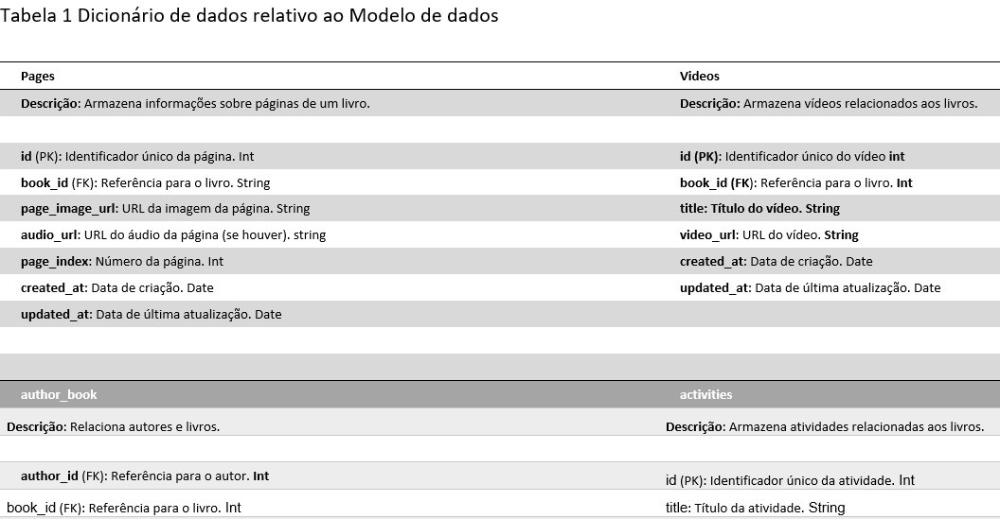 Tabela 1 Dicionário de dados relativo ao Modelo de dados
Pages
Videos
Descrição: Armazena informações sobre páginas de um livro.
Descrição: Armazena vídeos relacionados aos livros.
id (PK): Identificador único da página. Int
id (PK): Identificador único do vídeo int
book_id (FK): Referência para o livro. String
book_id (FK): Referência para o livro. Int
page_image_url: URL da imagem da página. String
title: Título do vídeo. String
audio_url: URL do áudio da página (se houver). string
video_url: URL do vídeo. String
page_index: Número da página. Int
created_at: Data de criação. Date
created_at: Data de criação. Date
updated_at: Data de última atualização. Date
updated_at: Data de última atualização. Date
author_book
activities
Descrição: Relaciona autores e livros.
Descrição: Armazena atividades relacionadas aos livros.
author_id (FK): Referência para o autor. Int
id (PK): Identificador único da atividade. Int
book_id (FK): Referência para o livro. Int
title: Título da atividade. String